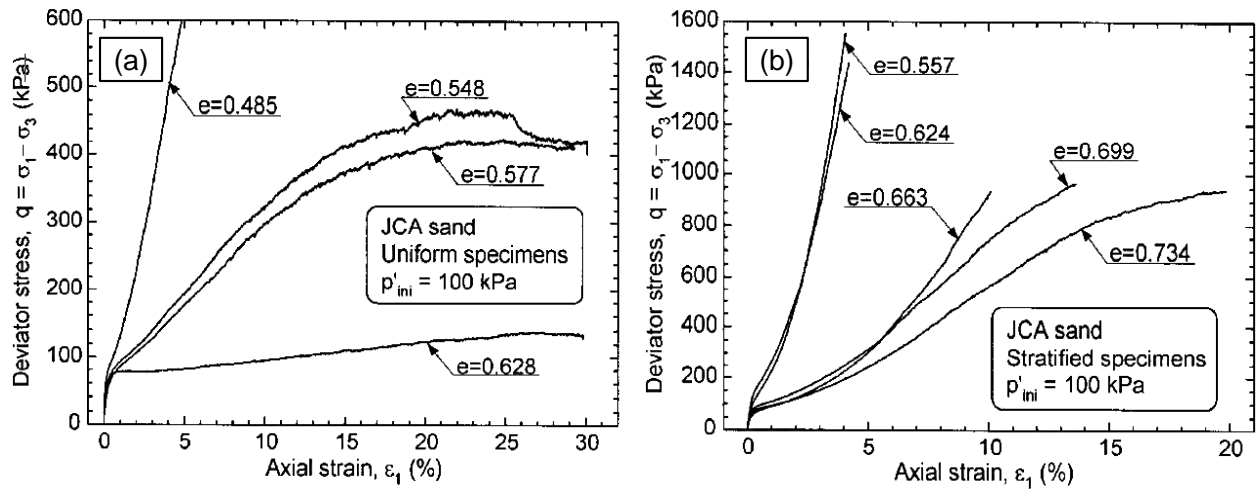 (a)
Deviator stress, q = σ₁– σ₃ (kPa)
600
500
400
300
200
100
0
e=0.485
e=0.548
e=0.577
JCA sand
Uniform specimens
p'ini = 100 kPa
e=0.628
0 5 10 15 20 25 30
Axial strain, ε₁ (%)
(b)
Deviator stress, q = σ₁– σ₃ (kPa)
1600
1400
1200
1000
800
600
400
200
0
e=0.557
e=0.624
e=0.699
e=0.663
e=0.734
JCA sand
Stratified specimens
p'ini = 100 kPa
0 5 10 15 20
Axial strain, ε₁ (%)